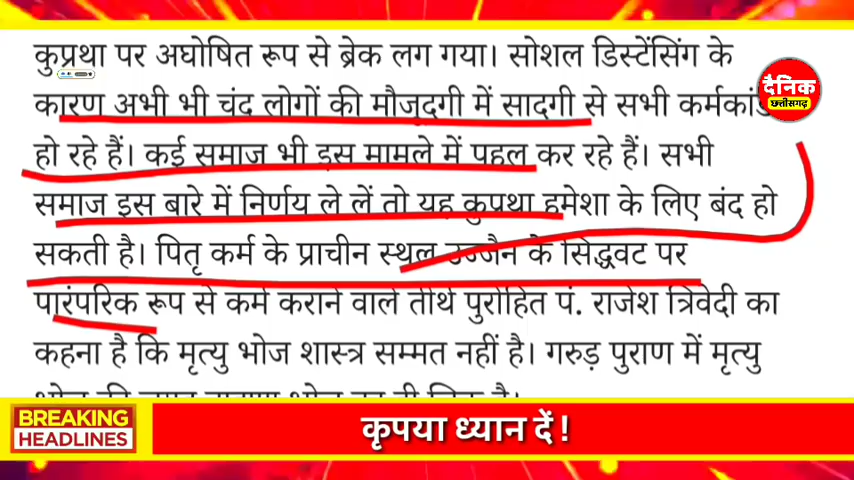 कुप्रथा पर अघोषित रूप से ब्रेक लग गया। सोशल डिस्टेंसिंग के
कारण अभी भी चंद लोगों की मौजूदगी में सादगी से सभी
हो रहे हैं। कई समाज भी इस मामले में पहल कर रहे हैं। सभी
समाज इस बारे में निर्णय ले लें तो यह कुप्रथा हमेशा के लिए बंद हो
सकती है। पितृ कर्म के प्राचीन स्थल उज्जैन के सिद्धवट पर
पारंपरिक रूप से कर्म कराने वाले तीर्थ पुरोहित पं. राजेश त्रिवेदी का
कहना है कि मृत्यु भोज शास्त्र सम्मत नहीं है। गरुड़ पुराण में मृत्यु
दैनिक
छत्तीसगढ़
BREAKING
HEADLINES
कृपया ध्यान दें !